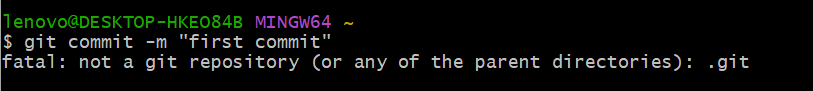 lenovo@DESKTOP-HKEO84B MINGW64 ~
$ git commit -m "first commit"
fatal: not a git repository (or any of the parent directories): .git